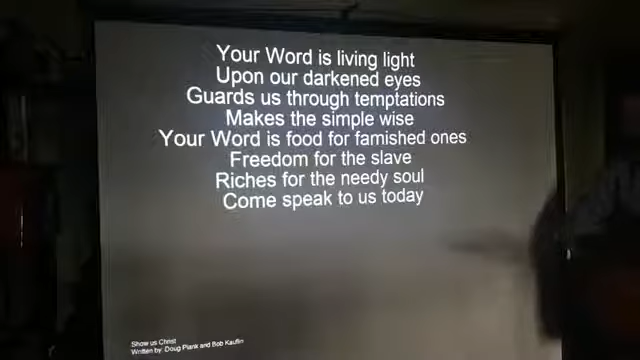 Your Word is living light
Upon our darkened eyes
Guards us through temptations
Makes the simple wise
Your Word is food for famished ones
Freedom for the slave
Riches for the needy soul
Come speak to us today
Show us Christ
Written by: Doug Plank and Bob Kauflin